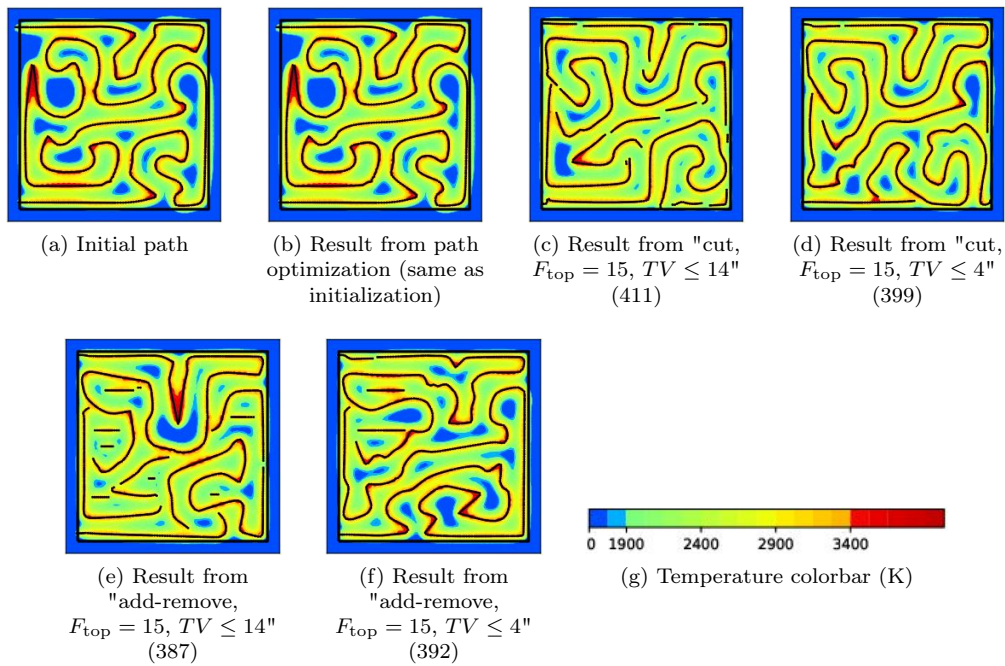 (a) Initial path
(b) Result from path
optimization (same as
initialization)
(c) Result from "cut,
F_top = 15, TV ≤ 14"
(411)
(d) Result from "cut,
F_top = 15, TV ≤ 4"
(399)
0 1900 2400 2900 3400
(e) Result from
"add-remove,
F_top = 15, TV ≤ 14"
(387)
(f) Result from
"add-remove,
F_top = 15, TV ≤ 4"
(392)
(g) Temperature colorbar (K)